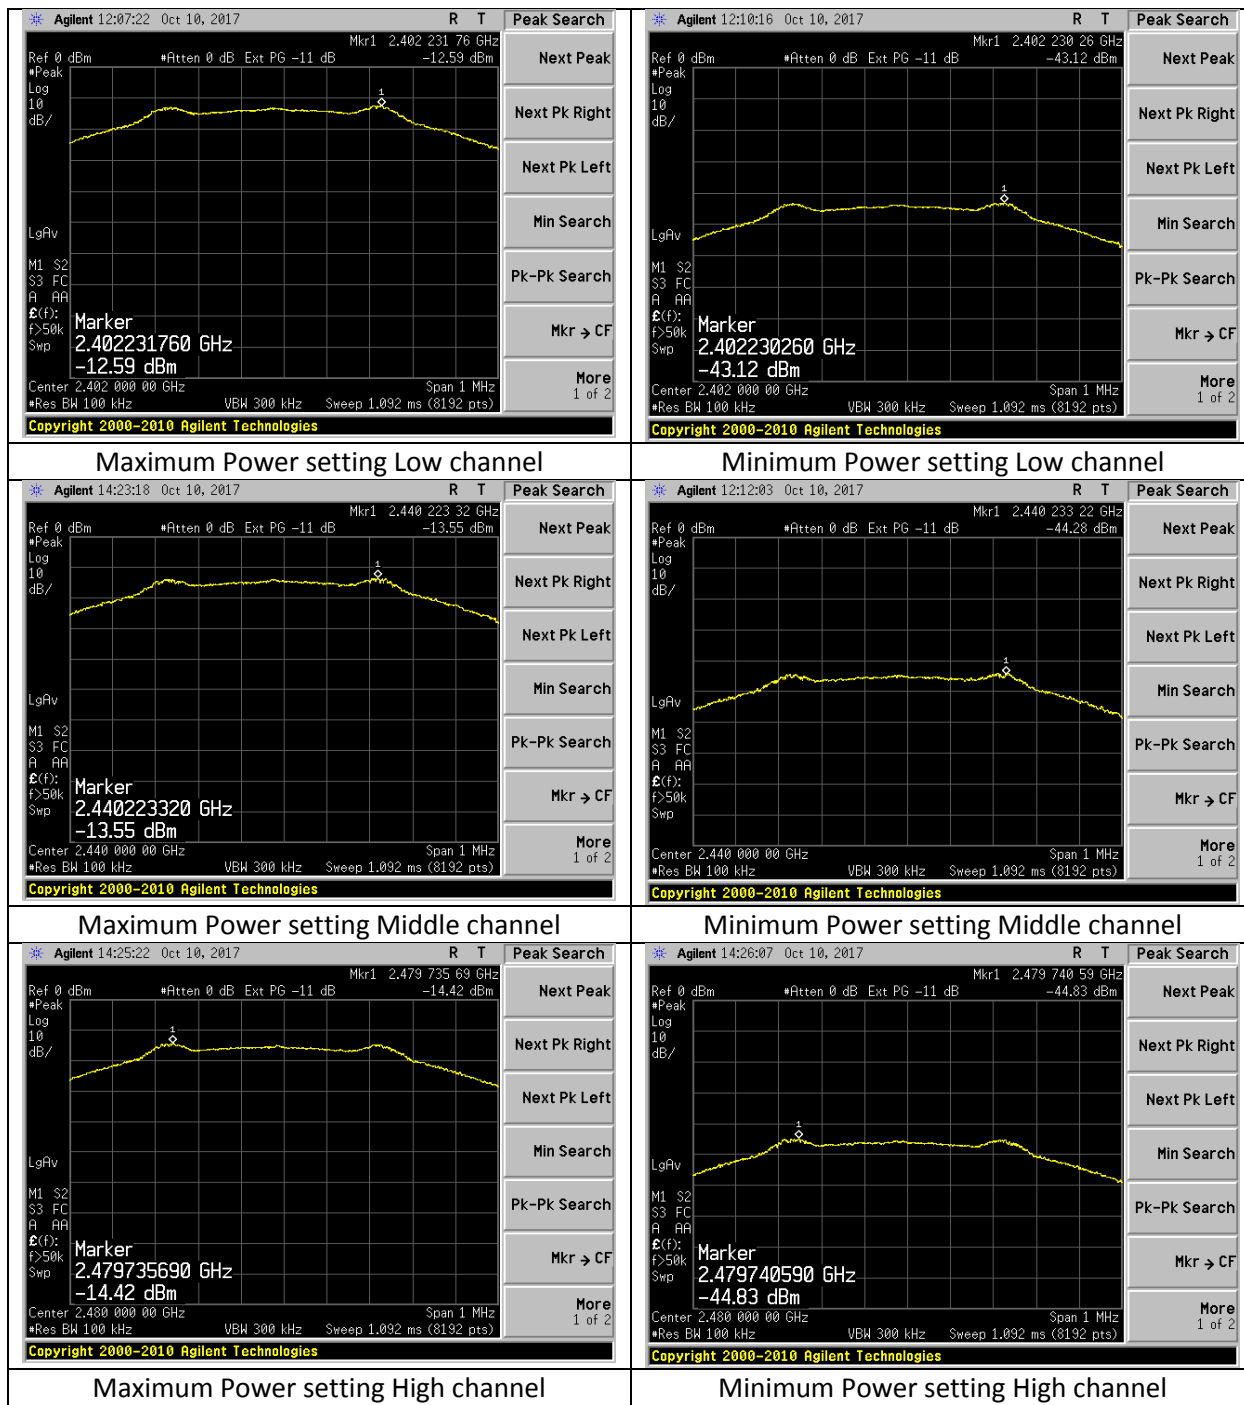 Agilent 12:07:22 Oct 10, 2017 R T Peak Search
Mkr1 2.402 231 76 GHz
Ref 0 dBm #Atten 0 dB Ext PG -11 dB -12.59 dBm
#Peak
Log
10
dB/
1
LgAv
M1 S2
S3 FC
A AA
£(f):
f>50k
Swp
Marker
2.402231760 GHz
-12.59 dBm
Center 2.402 000 00 GHz Span 1 MHz
#Res BW 100 kHz VBW 300 kHz Sweep 1.092 ms (8192 pts)
Copyright 2000-2010 Agilent Technologies
Next Peak
Next Pk Right
Next Pk Left
Min Search
Pk-Pk Search
Mkr → CF
More
1 of 2
Agilent 12:10:16 Oct 10, 2017 R T Peak Search
Mkr1 2.402 230 26 GHz
Ref 0 dBm #Atten 0 dB Ext PG -11 dB -43.12 dBm
#Peak
Log
10
dB/
1
LgAv
M1 S2
S3 FC
A AA
£(f):
f>50k
Swp
Marker
2.402230260 GHz
-43.12 dBm
Center 2.402 000 00 GHz Span 1 MHz
#Res BW 100 kHz VBW 300 kHz Sweep 1.092 ms (8192 pts)
Copyright 2000-2010 Agilent Technologies
Next Peak
Next Pk Right
Next Pk Left
Min Search
Pk-Pk Search
Mkr → CF
More
1 of 2
Maximum Power setting Low channel
Minimum Power setting Low channel
Agilent 14:23:18 Oct 10, 2017 R T Peak Search
Mkr1 2.440 223 32 GHz
Ref 0 dBm #Atten 0 dB Ext PG -11 dB -13.55 dBm
#Peak
Log
10
dB/
1
LgAv
M1 S2
S3 FC
A AA
£(f):
f>50k
Swp
Marker
2.440223320 GHz
-13.55 dBm
Center 2.440 000 00 GHz Span 1 MHz
#Res BW 100 kHz VBW 300 kHz Sweep 1.092 ms (8192 pts)
Copyright 2000-2010 Agilent Technologies
Next Peak
Next Pk Right
Next Pk Left
Min Search
Pk-Pk Search
Mkr → CF
More
1 of 2
Agilent 12:12:03 Oct 10, 2017 R T Peak Search
Mkr1 2.440 233 22 GHz
Ref 0 dBm #Atten 0 dB Ext PG -11 dB -44.28 dBm
#Peak
Log
10
dB/
1
LgAv
M1 S2
S3 FC
A AA
£(f):
f>50k
Swp
Center 2.440 000 00 GHz Span 1 MHz
#Res BW 100 kHz VBW 300 kHz Sweep 1.092 ms (8192 pts)
Copyright 2000-2010 Agilent Technologies
Next Peak
Next Pk Right
Next Pk Left
Min Search
Pk-Pk Search
Mkr → CF
More
1 of 2
Maximum Power setting Middle channel
Minimum Power setting Middle channel
Agilent 14:25:22 Oct 10, 2017 R T Peak Search
Mkr1 2.479 735 69 GHz
Ref 0 dBm #Atten 0 dB Ext PG -11 dB -14.42 dBm
#Peak
Log
10
dB/
1
LgAv
M1 S2
S3 FC
A AA
£(f):
f>50k
Swp
Marker
2.479735690 GHz
-14.42 dBm
Center 2.480 000 00 GHz Span 1 MHz
#Res BW 100 kHz VBW 300 kHz Sweep 1.092 ms (8192 pts)
Copyright 2000-2010 Agilent Technologies
Next Peak
Next Pk Right
Next Pk Left
Min Search
Pk-Pk Search
Mkr → CF
More
1 of 2
Agilent 14:26:07 Oct 10, 2017 R T Peak Search
Mkr1 2.479 740 59 GHz
Ref 0 dBm #Atten 0 dB Ext PG -11 dB -44.83 dBm
#Peak
Log
10
dB/
1
LgAv
M1 S2
S3 FC
A AA
£(f):
f>50k
Swp
Marker
2.479740590 GHz
-44.83 dBm
Center 2.480 000 00 GHz Span 1 MHz
#Res BW 100 kHz VBW 300 kHz Sweep 1.092 ms (8192 pts)
Copyright 2000-2010 Agilent Technologies
Next Peak
Next Pk Right
Next Pk Left
Min Search
Pk-Pk Search
Mkr → CF
More
1 of 2
Maximum Power setting High channel
Minimum Power setting High channel